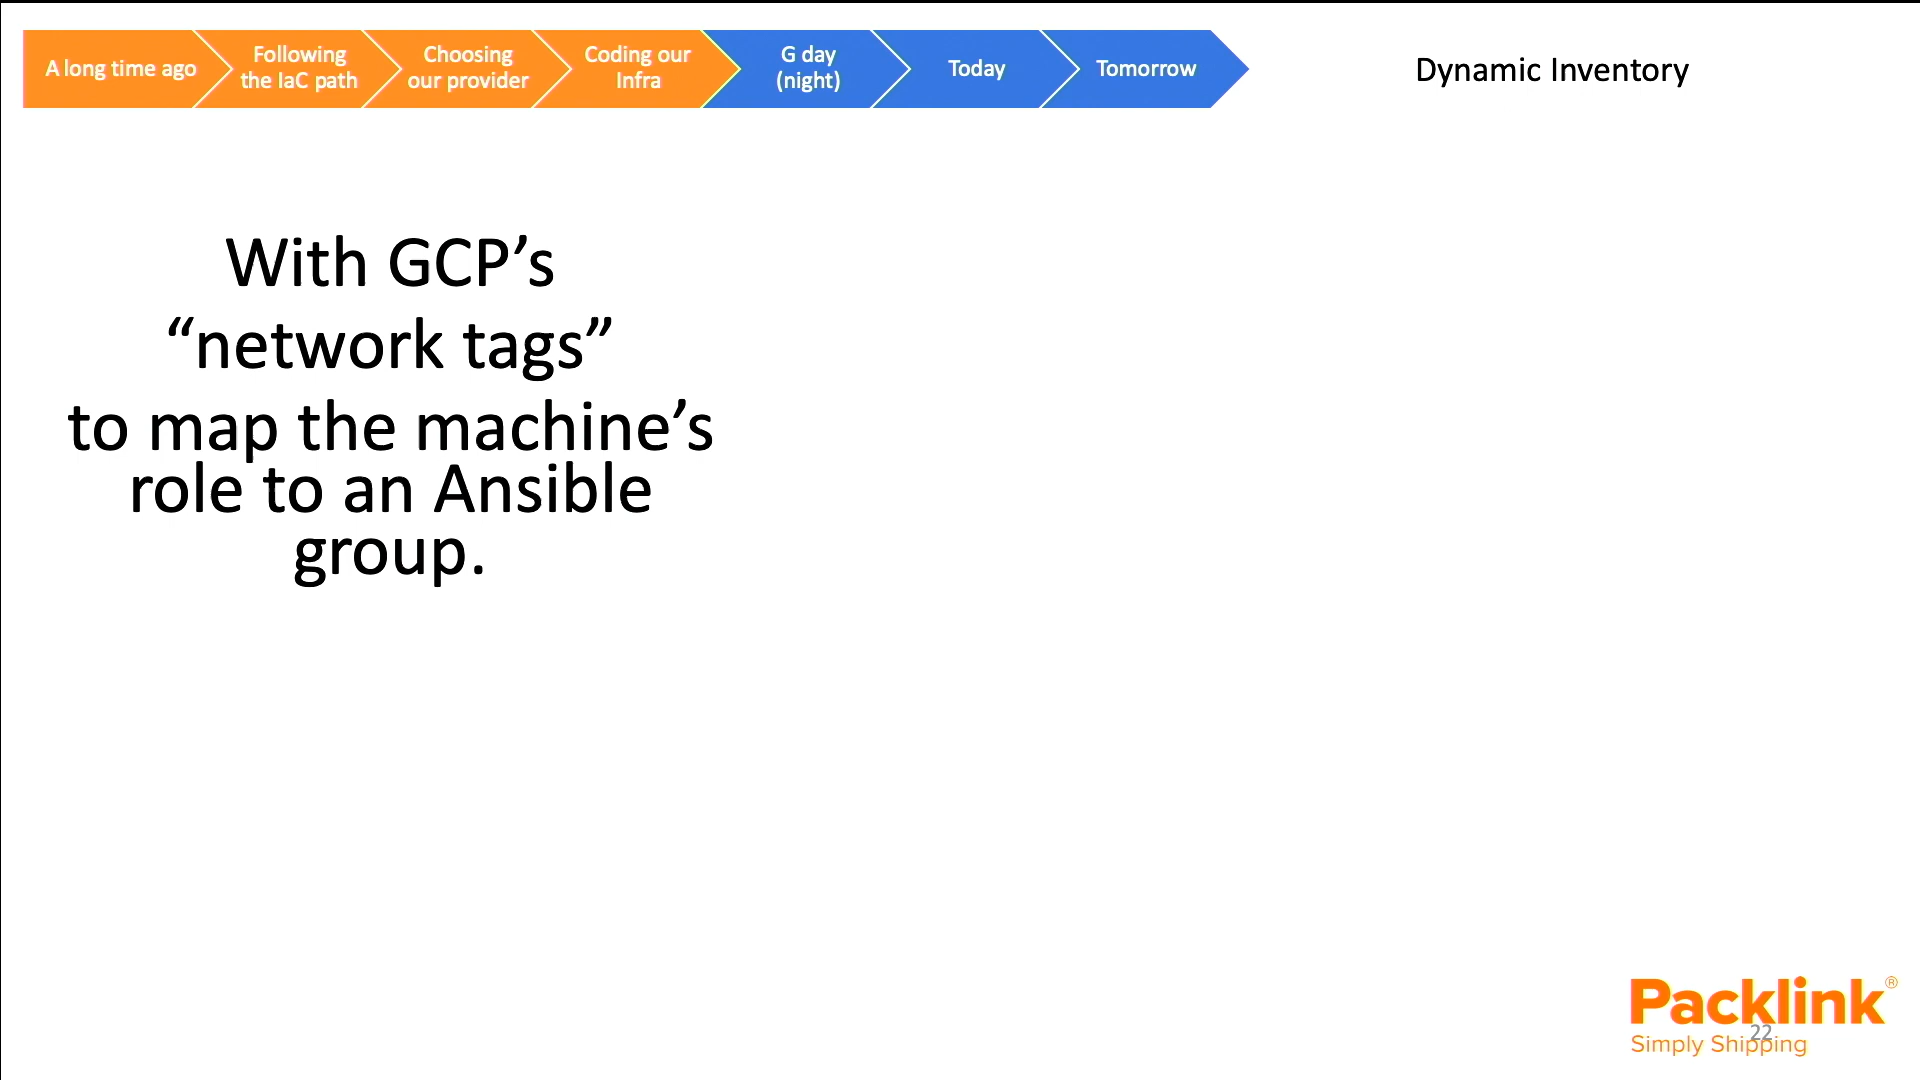 A long time ago
Following
the IaC path
Choosing
our provider
Coding our
Infra
G day
(night)
Today
Tomorrow
Dynamic Inventory
With GCP’s
“network tags”
to map the machine’s
role to an Ansible
group.
Packlink®
22
Simply Shipping